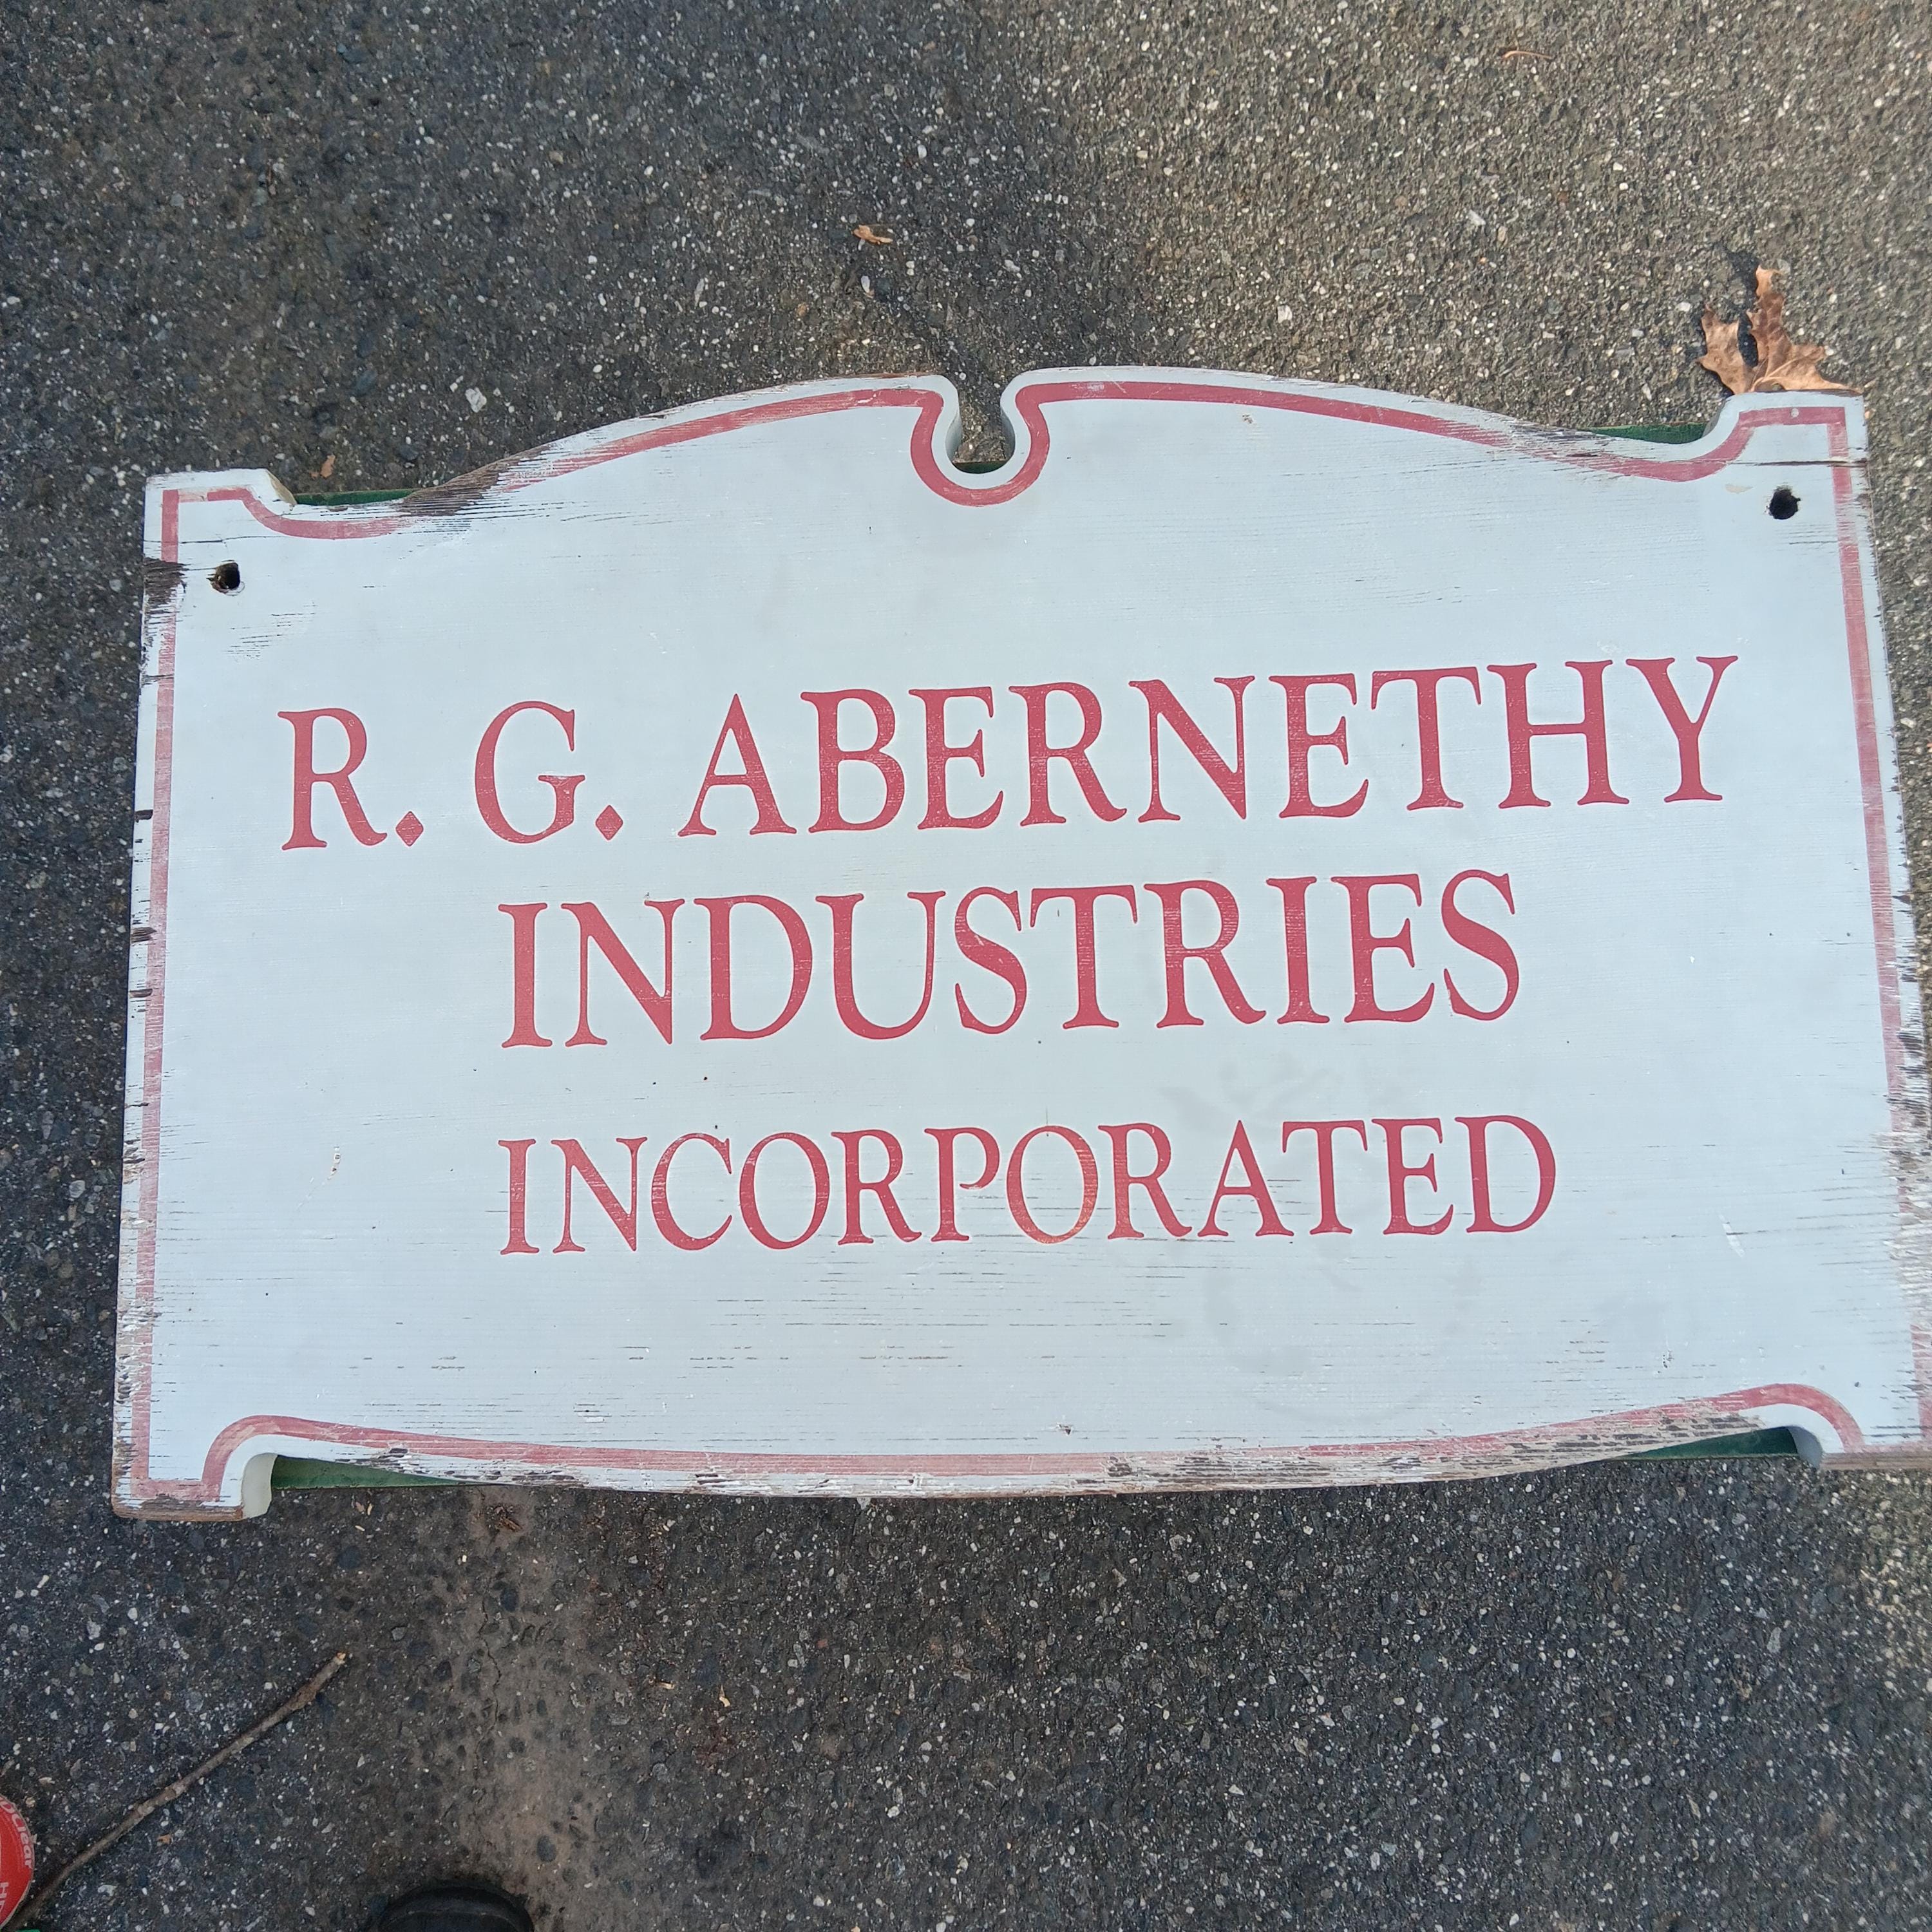 R. G. ABERNETHY
INDUSTRIES
INCORPORATED